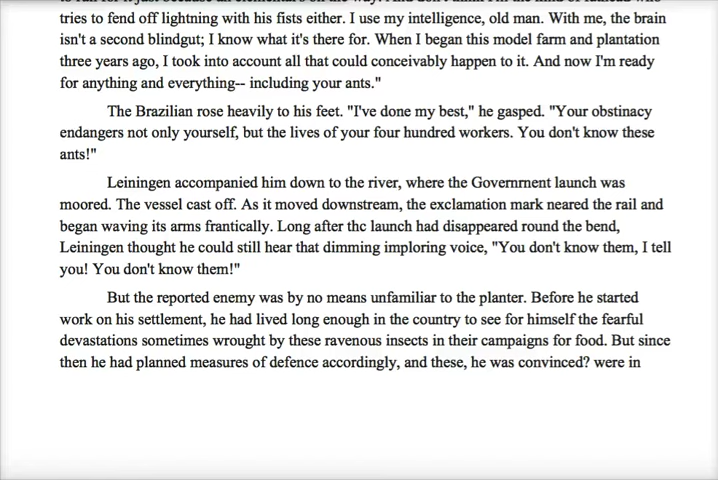 tries to fend off lightning with his fists either. I use my intelligence, old man. With me, the brain
isn't a second blindgut; I know what it's there for. When I began this model farm and plantation
three years ago, I took into account all that could conceivably happen to it. And now I'm ready
for anything and everything-- including your ants."
The Brazilian rose heavily to his feet. "I've done my best," he gasped. "Your obstinacy
endangers not only yourself, but the lives of your four hundred workers. You don't know these
ants!"
Leiningen accompanied him down to the river, where the Government launch was
moored. The vessel cast off. As it moved downstream, the exclamation mark neared the rail and
began waving its arms frantically. Long after thc launch had disappeared round the bend,
Leiningen thought he could still hear that dimming imploring voice, "You don't know them, I tell
you! You don't know them!"
But the reported enemy was by no means unfamiliar to the planter. Before he started
work on his settlement, he had lived long enough in the country to see for himself the fearful
devastations sometimes wrought by these ravenous insects in their campaigns for food. But since
then he had planned measures of defence accordingly, and these, he was convinced? were in